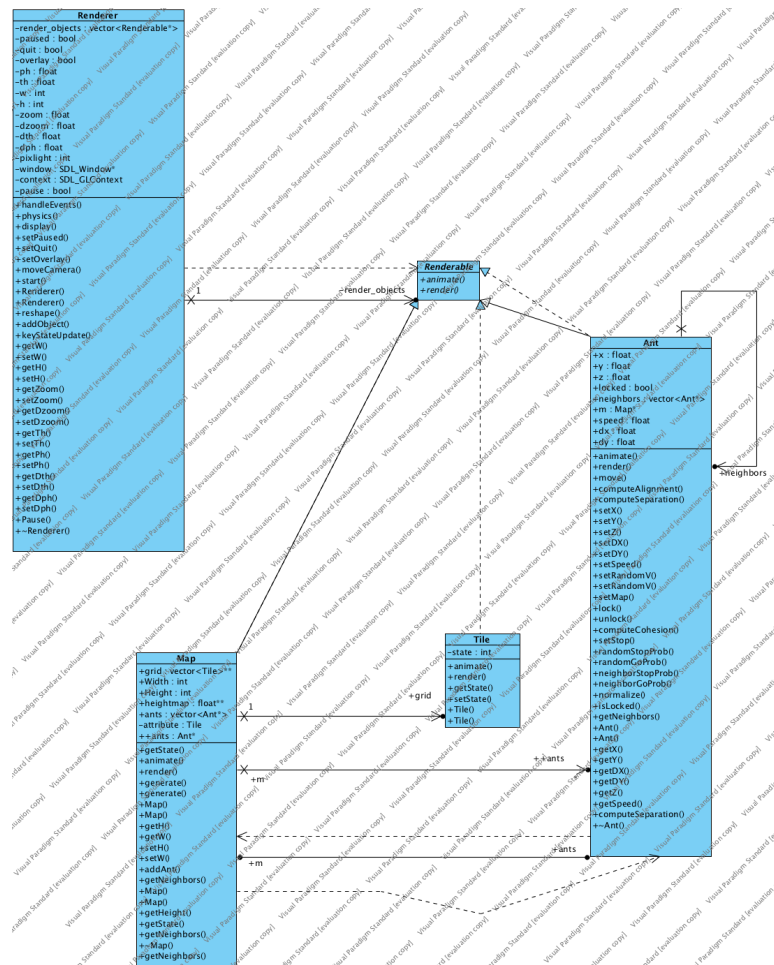 Renderer
-render_objects : vector<Renderable*>
-paused : bool
-quit : bool
-overlay : bool
-ph : float
-th : float
-w : int
-h : int
-zoom : float
-dzoom : float
-dth : float
-dph : float
-pixlight : int
-window : SDL_Window*
-context : SDL_GLContext
-pause : bool
+handleEvents()
+physics()
+display()
+setPaused()
+setQuit()
+setOverlay()
+moveCamera()
+start()
+Renderer()
+Renderer()
+reshape()
+addObject()
+keyStateUpdate()
+getW()
+setW()
+getH()
+setH()
+getZoom()
+setZoom()
+getDzoom()
+setDzoom()
+getTh()
+setTh()
+getPh()
+setPh()
+getDth()
+setDth()
+getDph()
+setDph()
+Pause()
+~Renderer()
1
-render_objects
Renderable
+animate()
+render()
Ant
+x : float
+y : float
+z : float
+locked : bool
+neighbors : vector<Ant*>
+m : Map*
+speed : float
+dx : float
+dy : float
+animate()
+render()
+move()
+computeAlignment()
+computeSeparation()
+setX()
+setY()
+setZ()
+setDX()
+setDY()
+setSpeed()
+setRandomV()
+setRandomV()
+setMap()
+lock()
+unlock()
+computeCohesion()
+setStop()
+randomStopProb()
+randomGoProb()
+neighborStopProb()
+neighborGoProb()
+normalize()
+isLocked()
+getNeighbors()
+Ant()
+Ant()
+getX()
+getY()
+getDX()
+getDY()
+getZ()
+getSpeed()
+computeSeparation()
+~Ant()
+neighbors
Tile
-state : int
+animate()
+render()
+getState()
+setState()
+Tile()
+Tile()
Map
+grid : vector<Tile>**
+Width : int
+Height : int
+heightmap : float**
+ants : vector<Ant*>
-attribute : Tile
++ants : Ant*
+getState()
+animate()
+render()
+generate()
+generate()
+Map()
+Map()
+getH()
+getW()
+setH()
+setW()
+addAnt()
+getNeighbors()
+Map()
+Map()
+getHeight()
+getState()
+getNeighbors()
+~Map()
+getNeighbors()
1
+grid
+m
++ants
+m
+ants
Visual Paradigm Standard [evaluation copy]